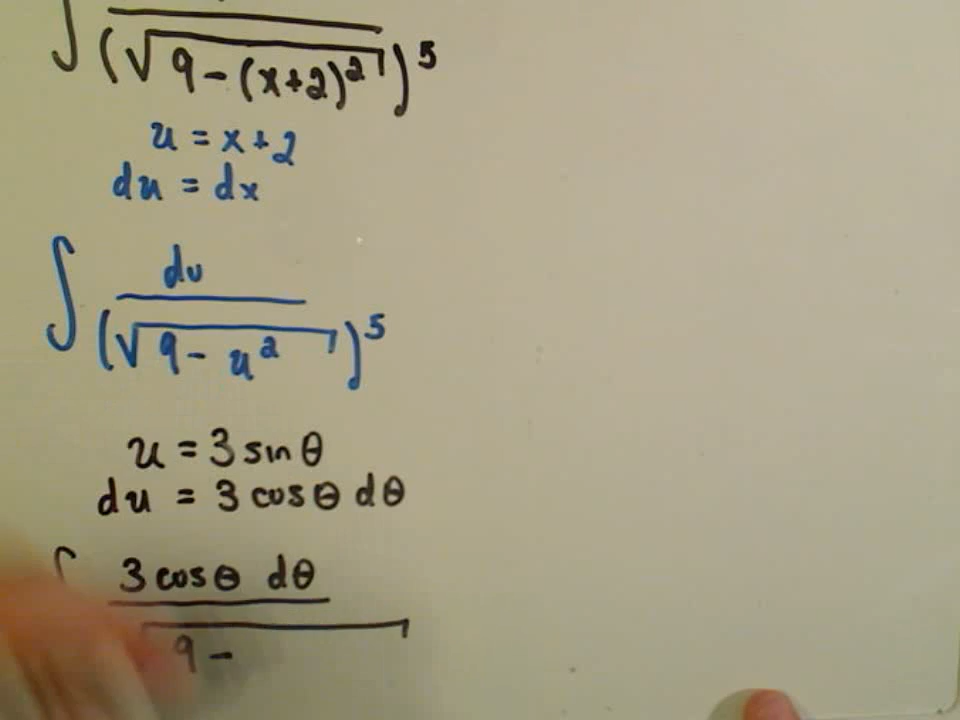 ∫ (√9 - (x+2)²)⁵
u = x+2
du = dx
∫ du
(√9 - u²)⁵
u = 3 sin θ
du = 3 cos θ dθ
∫ 3 cos θ dθ
√9 -